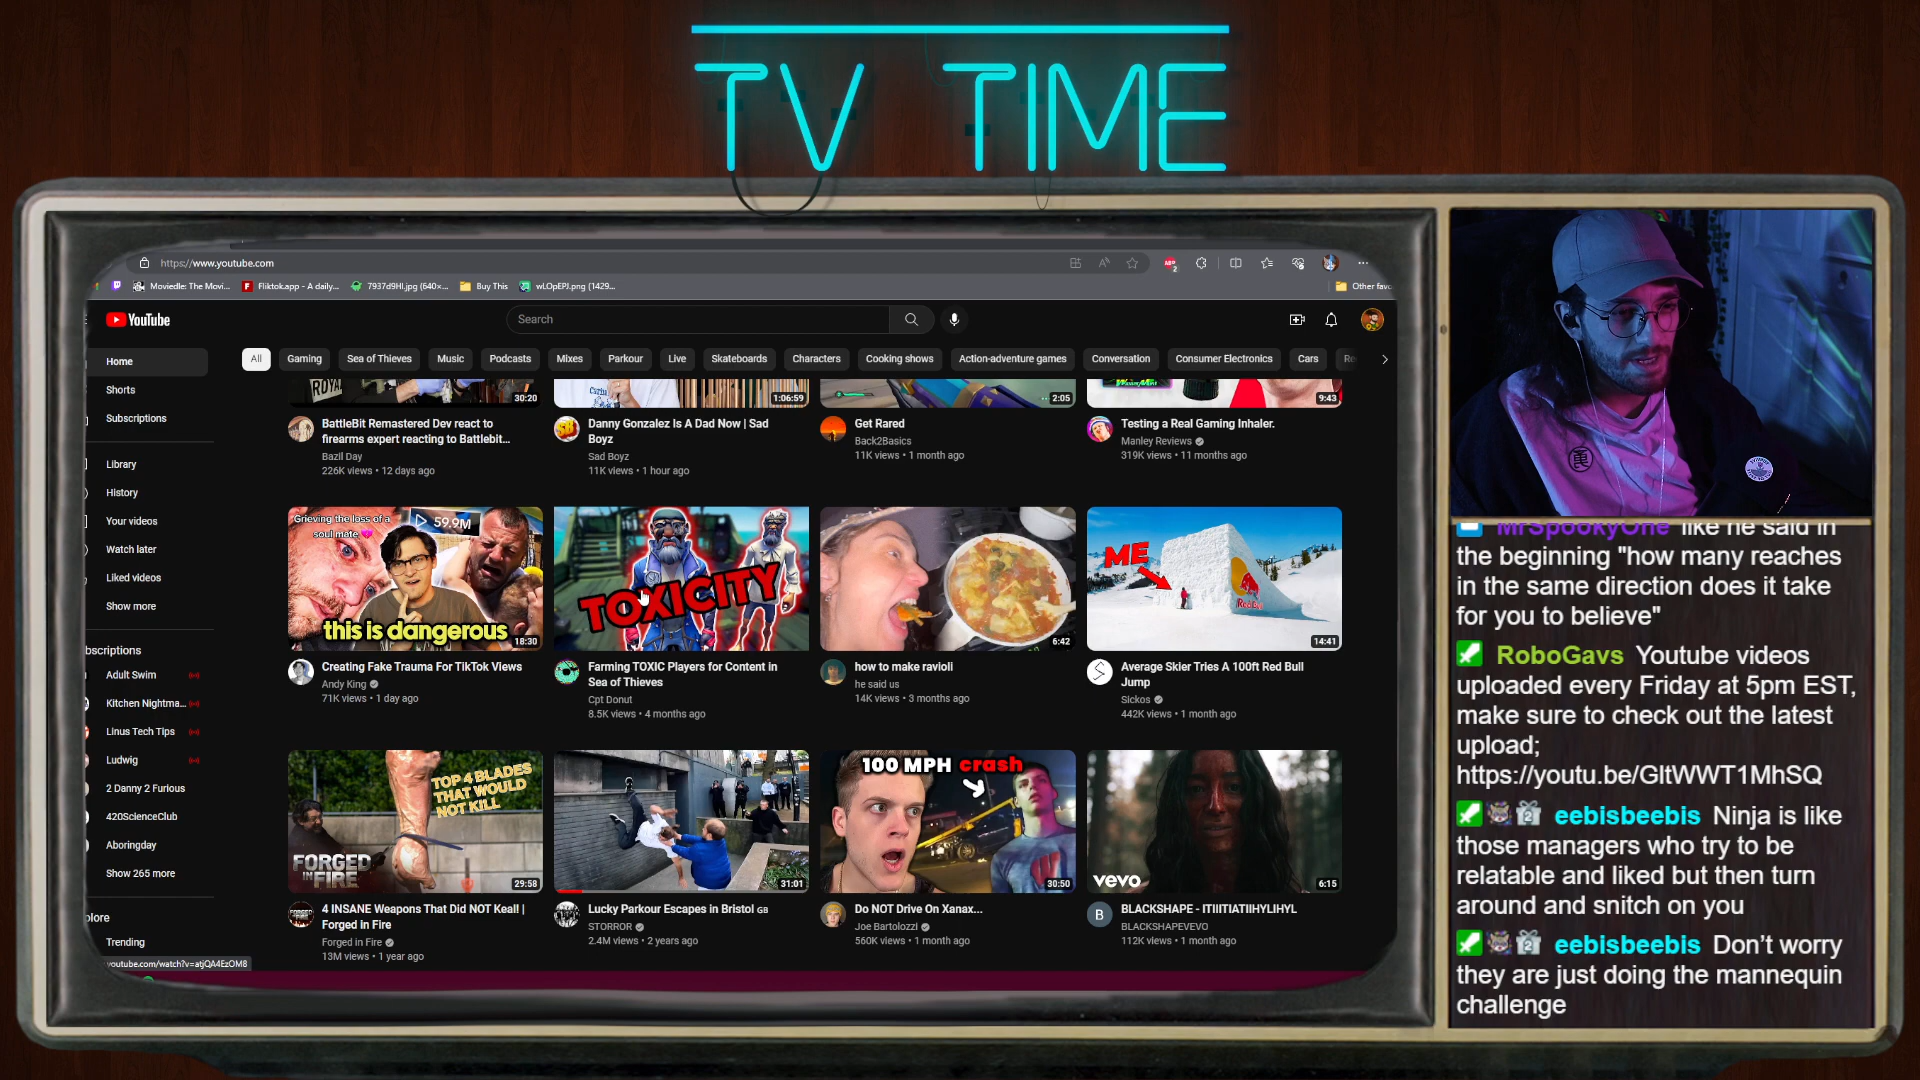 TV TIME
https://www.youtube.com
Moviedle: The Movi...
Fliktok.app - A daily...
7937d9HI.jpg (640×...
Buy This
wLOpEPJ.png (1429...
Other favo
YouTube
Search
Home
Shorts
Subscriptions
Library
History
Your videos
Watch later
Liked videos
Show more
bscriptions
Adult Swim
Kitchen Nightma...
Linus Tech Tips
Ludwig
2 Danny 2 Furious
420ScienceClub
Aboringday
Show 265 more
plore
Trending
youtube.com/watch?v=atjQA4EzOM8
All
Gaming
Sea of Thieves
Music
Podcasts
Mixes
Parkour
Live
Skateboards
Characters
Cooking shows
Action-adventure games
Conversation
Consumer Electronics
Cars
Re
30:20
BattleBit Remastered Dev react to
firearms expert reacting to Battlebit...
Bazil Day
226K views • 12 days ago
1:06:59
Danny Gonzalez Is A Dad Now | Sad
Boyz
Sad Boyz
11K views • 1 hour ago
2:05
Get Rared
Back2Basics
11K views • 1 month ago
9:43
Testing a Real Gaming Inhaler.
Manley Reviews
319K views • 11 months ago
Grieving the loss of a
soul mate
59.9M
this is dangerous
18:30
Creating Fake Trauma For TikTok Views
Andy King
71K views • 1 day ago
TOXICITY
Farming TOXIC Players for Content in
Sea of Thieves
Cpt Donut
8.5K views • 4 months ago
6:42
how to make ravioli
he said us
14K views • 3 months ago
ME
Red Bull
14:41
Average Skier Tries A 100ft Red Bull
Jump
Sickos
442K views • 1 month ago
TOP 4 BLADES
THAT WOULD
NOT KILL
FORGED
IN FIRE
29:58
4 INSANE Weapons That Did NOT Keal! |
Forged in Fire
Forged in Fire
13M views • 1 year ago
31:01
Lucky Parkour Escapes in Bristol GB
STORROR
2.4M views • 2 years ago
100 MPH crash
30:50
Do NOT Drive On Xanax...
Joe Bartolozzi
560K views • 1 month ago
vevo
6:15
B
BLACKSHAPE - ITIIITIATIIHYLIHYL
BLACKSHAPEVEVO
112K views • 1 month ago
MrSpookyOne like he said in
the beginning "how many reaches
in the same direction does it take
for you to believe"
RoboGavs Youtube videos
uploaded every Friday at 5pm EST,
make sure to check out the latest
upload;
https://youtu.be/GltWWT1MhSQ
eebisbeebis Ninja is like
those managers who try to be
relatable and liked but then turn
around and snitch on you
eebisbeebis Don’t worry
they are just doing the mannequin
challenge